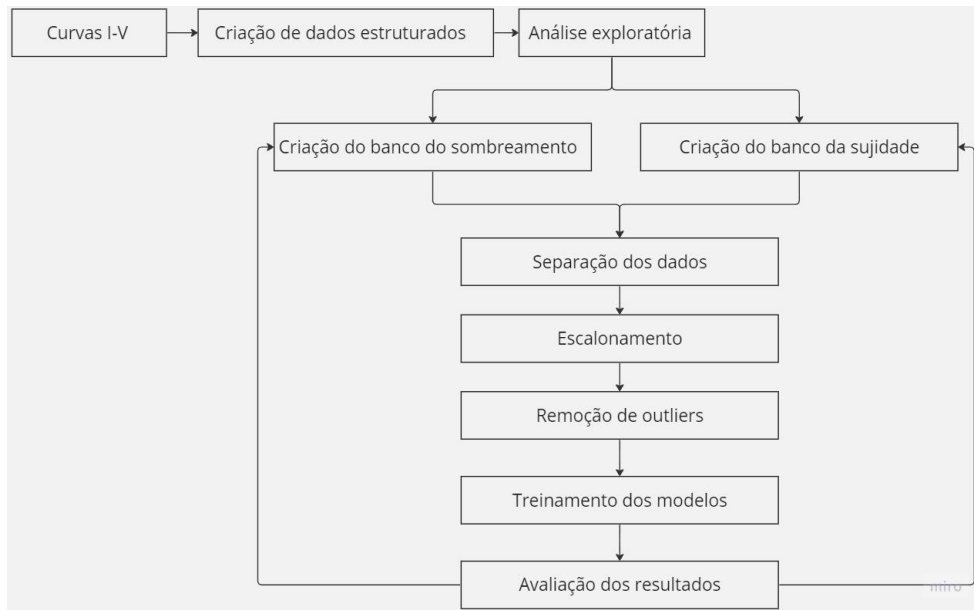 Curvas I-V
Criação de dados estruturados
Análise exploratória
Criação do banco do sombreamento
Criação do banco da sujidade
Separação dos dados
Escalonamento
Remoção de outliers
Treinamento dos modelos
Avaliação dos resultados
miro